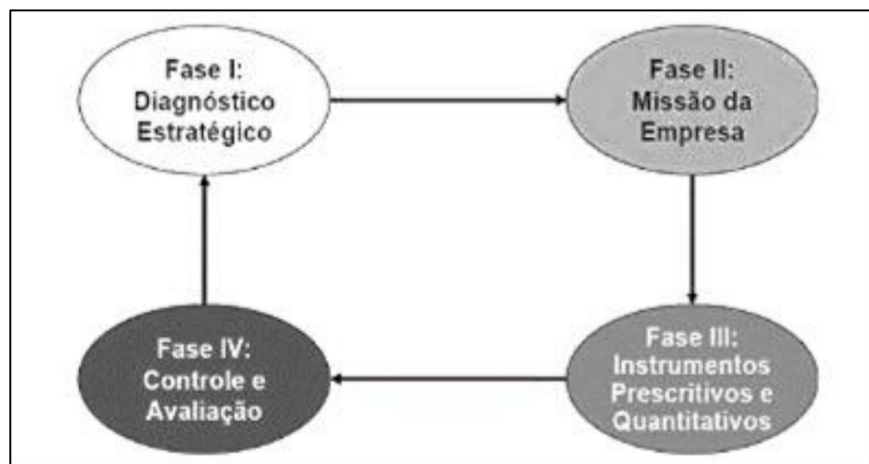 Fase I:
Diagnóstico
Estratégico
Fase II:
Missão da
Empresa
Fase III:
Instrumentos
Prescritivos e
Quantitativos
Fase IV:
Controle e
Avaliação